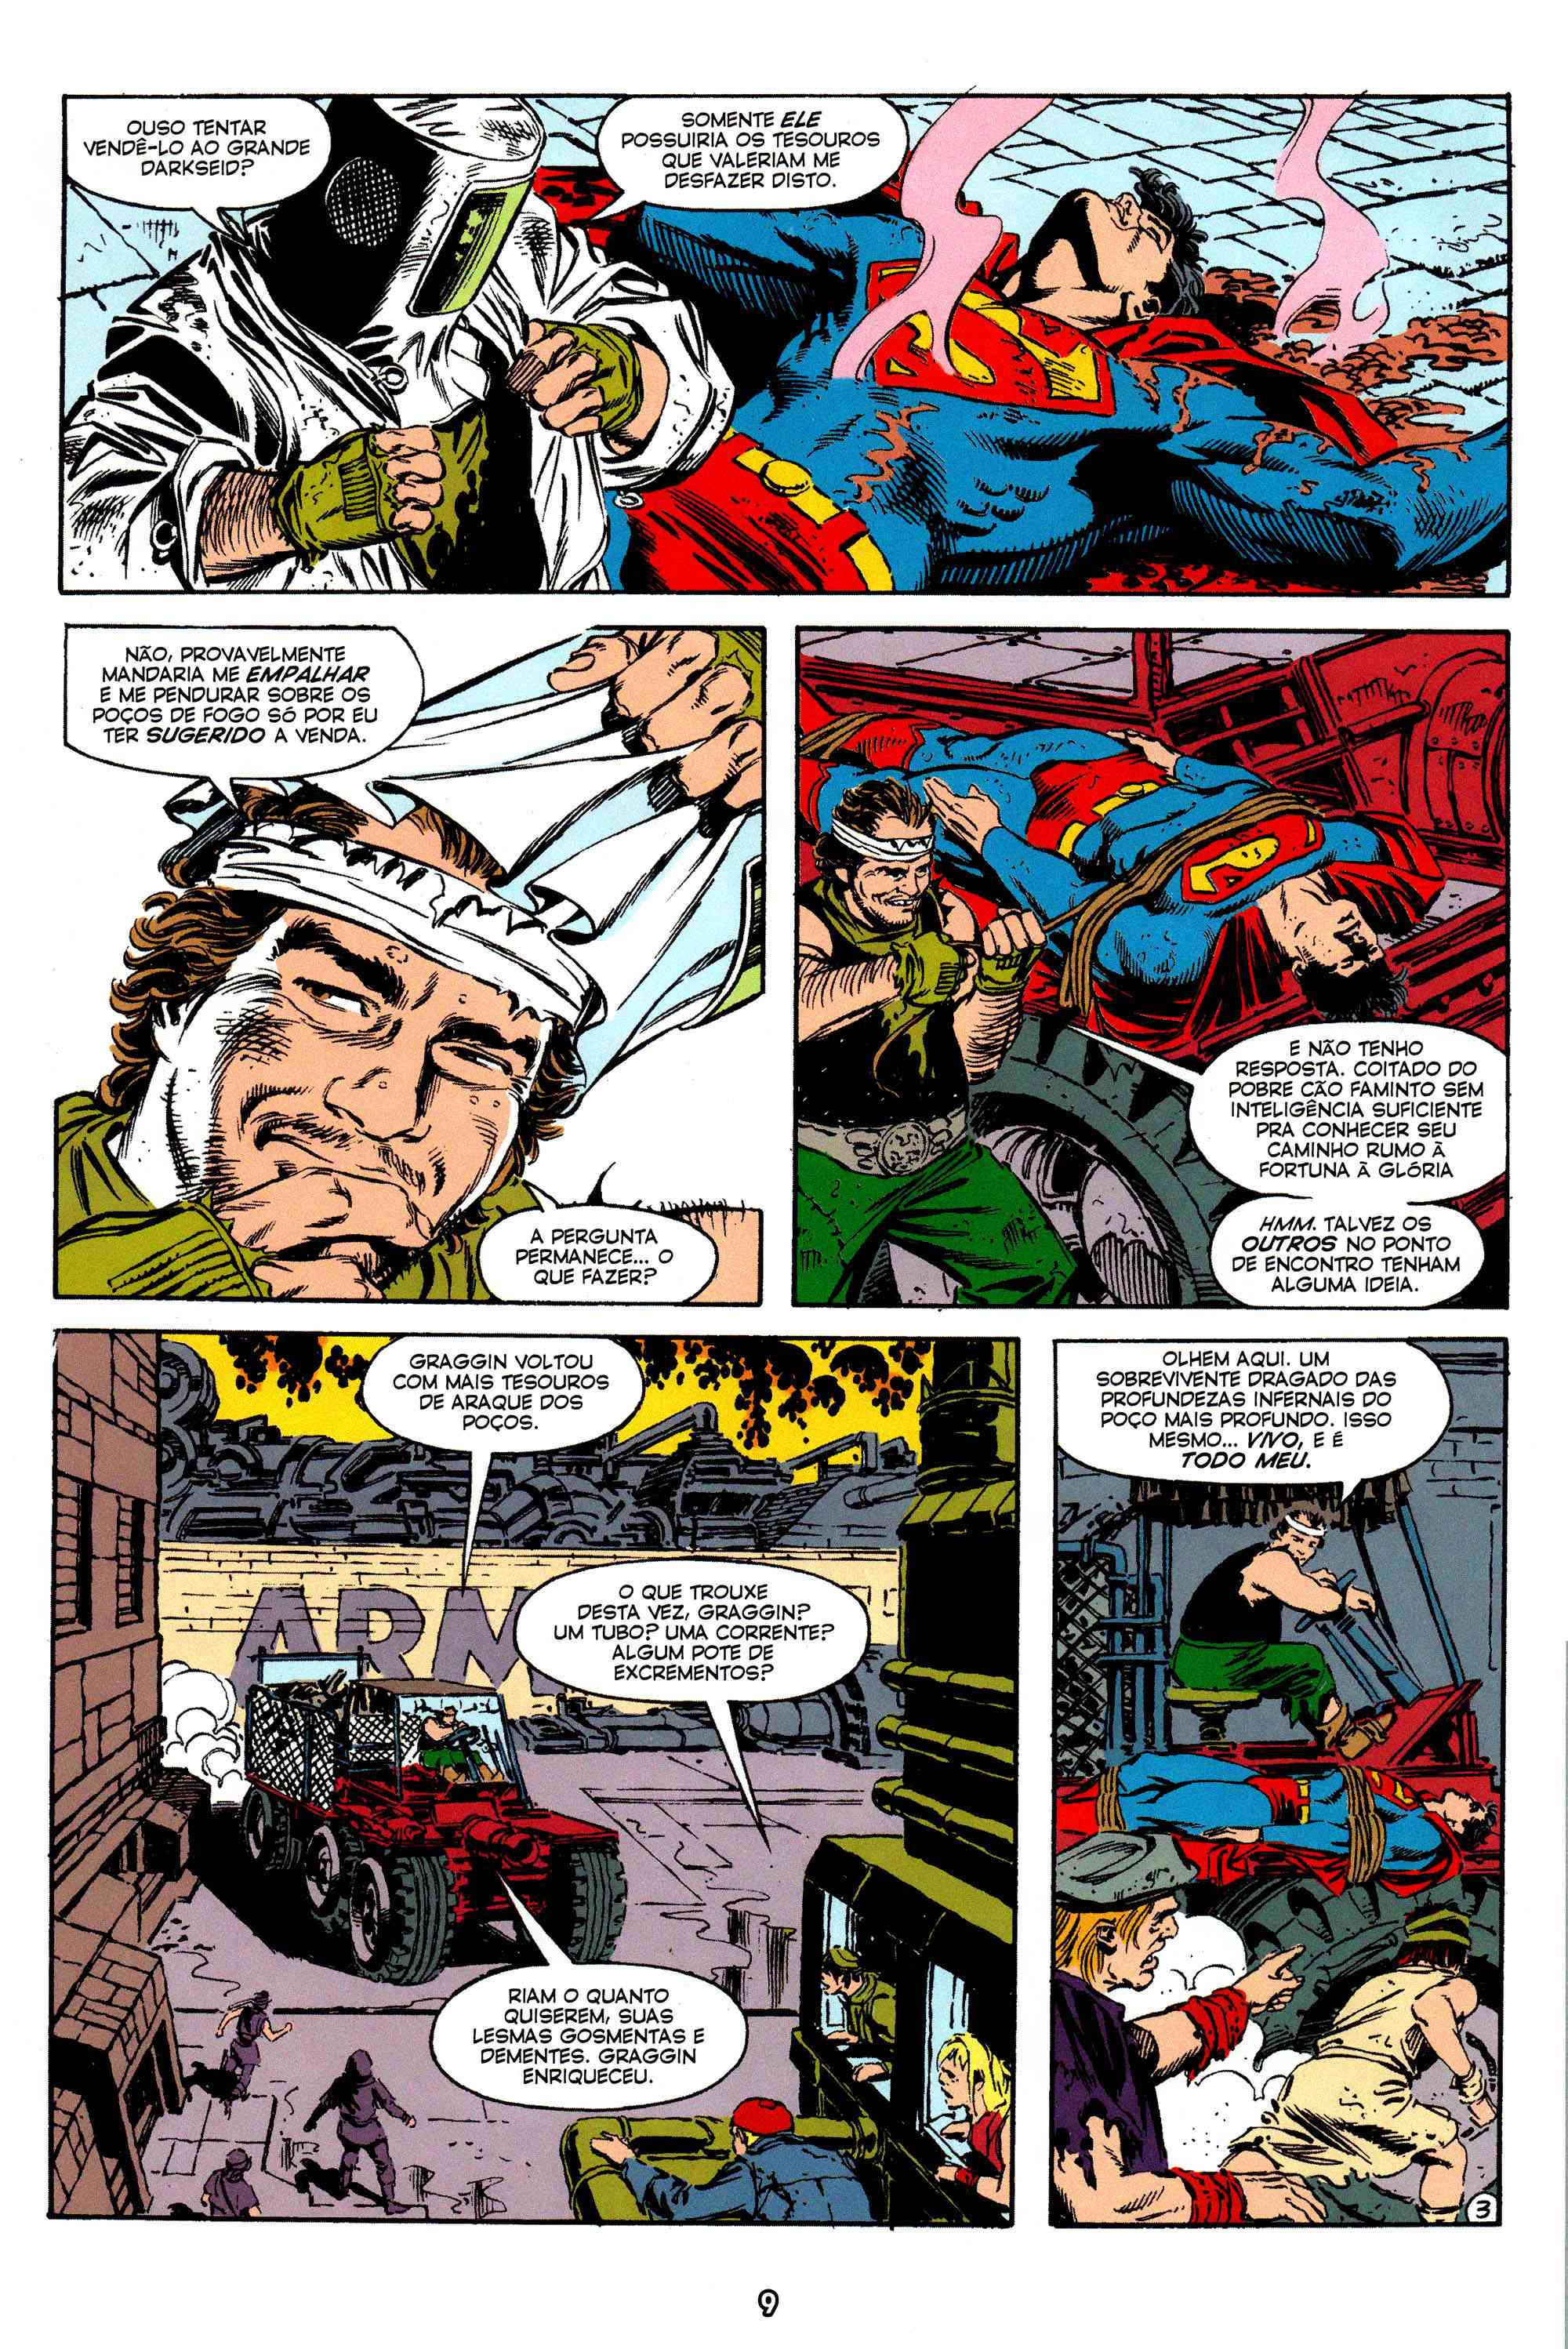 OUSO TENTAR
VENDÊ-LO AO GRANDE
DARKSEID?
SOMENTE ELE
POSSUIRIA OS TESOUROS
QUE VALERIAM ME
DESFAZER DISTO.
NÃO, PROVAVELMENTE
MANDARIA ME EMPALHAR
E ME PENDURAR SOBRE OS
POÇOS DE FOGO SÓ POR EU
TER SUGERIDO A VENDA.
A PERGUNTA
PERMANECE... O
QUE FAZER?
E NÃO TENHO
RESPOSTA. COITADO DO
POBRE CÃO FAMINTO SEM
INTELIGÊNCIA SUFICIENTE
PRA CONHECER SEU
CAMINHO RUMO À
FORTUNA À GLÓRIA
HMM. TALVEZ OS
OUTROS NO PONTO
DE ENCONTRO TENHAM
ALGUMA IDEIA.
GRAGGIN VOLTOU
COM MAIS TESOUROS
DE ARAQUE DOS
POÇOS.
O QUE TROUXE
DESTA VEZ, GRAGGIN?
UM TUBO? UMA CORRENTE?
ALGUM POTE DE
EXCREMENTOS?
ARM
RIAM O QUANTO
QUISEREM, SUAS
LESMAS GOSMENTAS E
DEMENTES. GRAGGIN
ENRIQUECEU.
OLHEM AQUI. UM
SOBREVIVENTE DRAGADO DAS
PROFUNDEZAS INFERNAIS DO
POÇO MAIS PROFUNDO. ISSO
MESMO... VIVO, E É
TODO MEU.
3
9